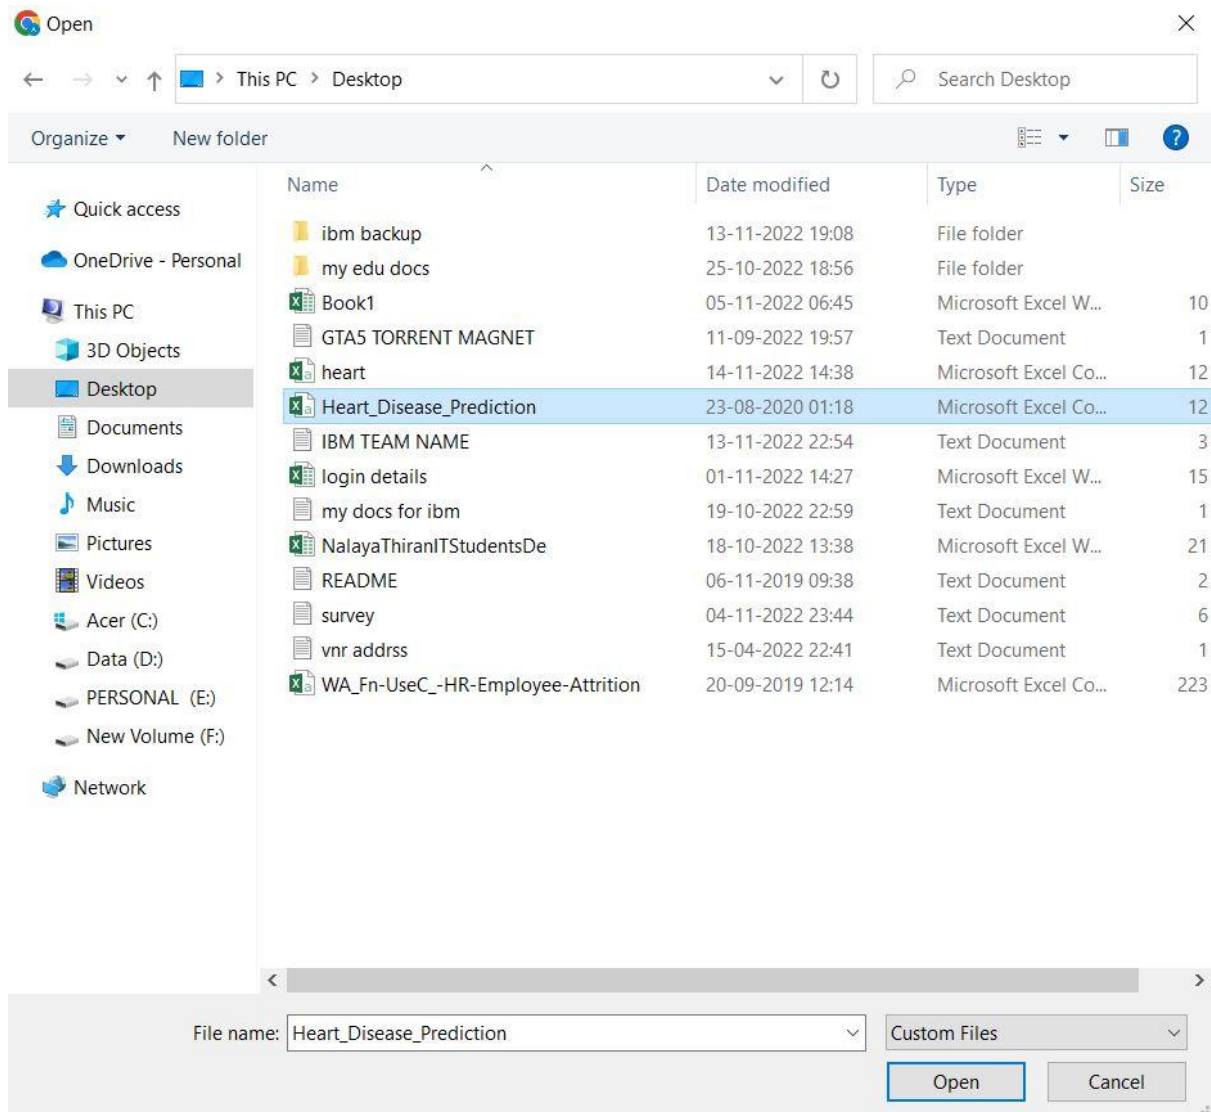 Open
This PC > Desktop
Search Desktop
Organize
New folder
?
Name Date modified Type Size
Quick access
OneDrive - Personal
This PC
3D Objects
Desktop
Documents
Downloads
Music
Pictures
Videos
Acer (C:)
Data (D:)
PERSONAL (E:)
New Volume (F:)
Network
ibm backup 13-11-2022 19:08 File folder
my edu docs 25-10-2022 18:56 File folder
Book1 05-11-2022 06:45 Microsoft Excel W... 10
GTA5 TORRENT MAGNET 11-09-2022 19:57 Text Document 1
heart 14-11-2022 14:38 Microsoft Excel Co... 12
Heart_Disease_Prediction 23-08-2020 01:18 Microsoft Excel Co... 12
IBM TEAM NAME 13-11-2022 22:54 Text Document 3
login details 01-11-2022 14:27 Microsoft Excel W... 15
my docs for ibm 19-10-2022 22:59 Text Document 1
NalayaThiranITStudentsDe 18-10-2022 13:38 Microsoft Excel W... 21
README 06-11-2019 09:38 Text Document 2
survey 04-11-2022 23:44 Text Document 6
vnr addrss 15-04-2022 22:41 Text Document 1
WA_Fn-UseC_-HR-Employee-Attrition 20-09-2019 12:14 Microsoft Excel Co... 223
File name: Heart_Disease_Prediction
Custom Files
Open
Cancel